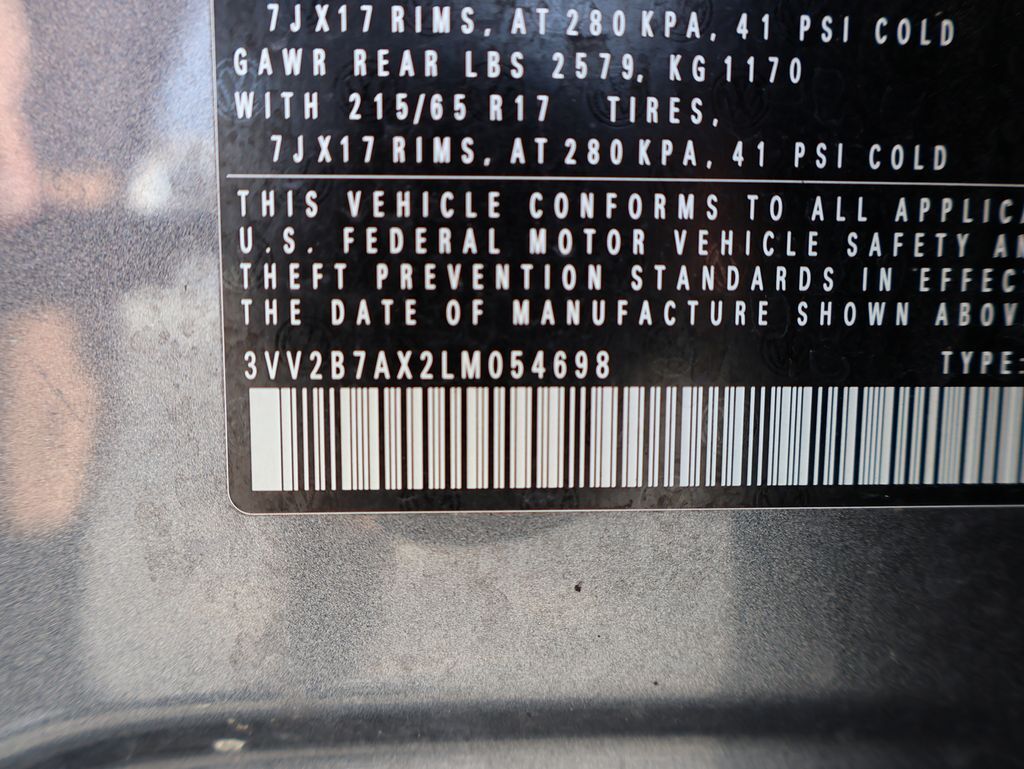 7JX17 RIMS, AT 280 KPA, 41 PSI COLD
GAWR REAR LBS 2579, KG 1170
WITH 215/65 R17 TIRES,
7JX17 RIMS, AT 280 KPA, 41 PSI COLD
THIS VEHICLE CONFORMS TO ALL APPLICA
U.S. FEDERAL MOTOR VEHICLE SAFETY AN
THEFT PREVENTION STANDARDS IN EFFEC
THE DATE OF MANUFACTURE SHOWN ABOV
3VV2B7AX2LM054698 TYPE: